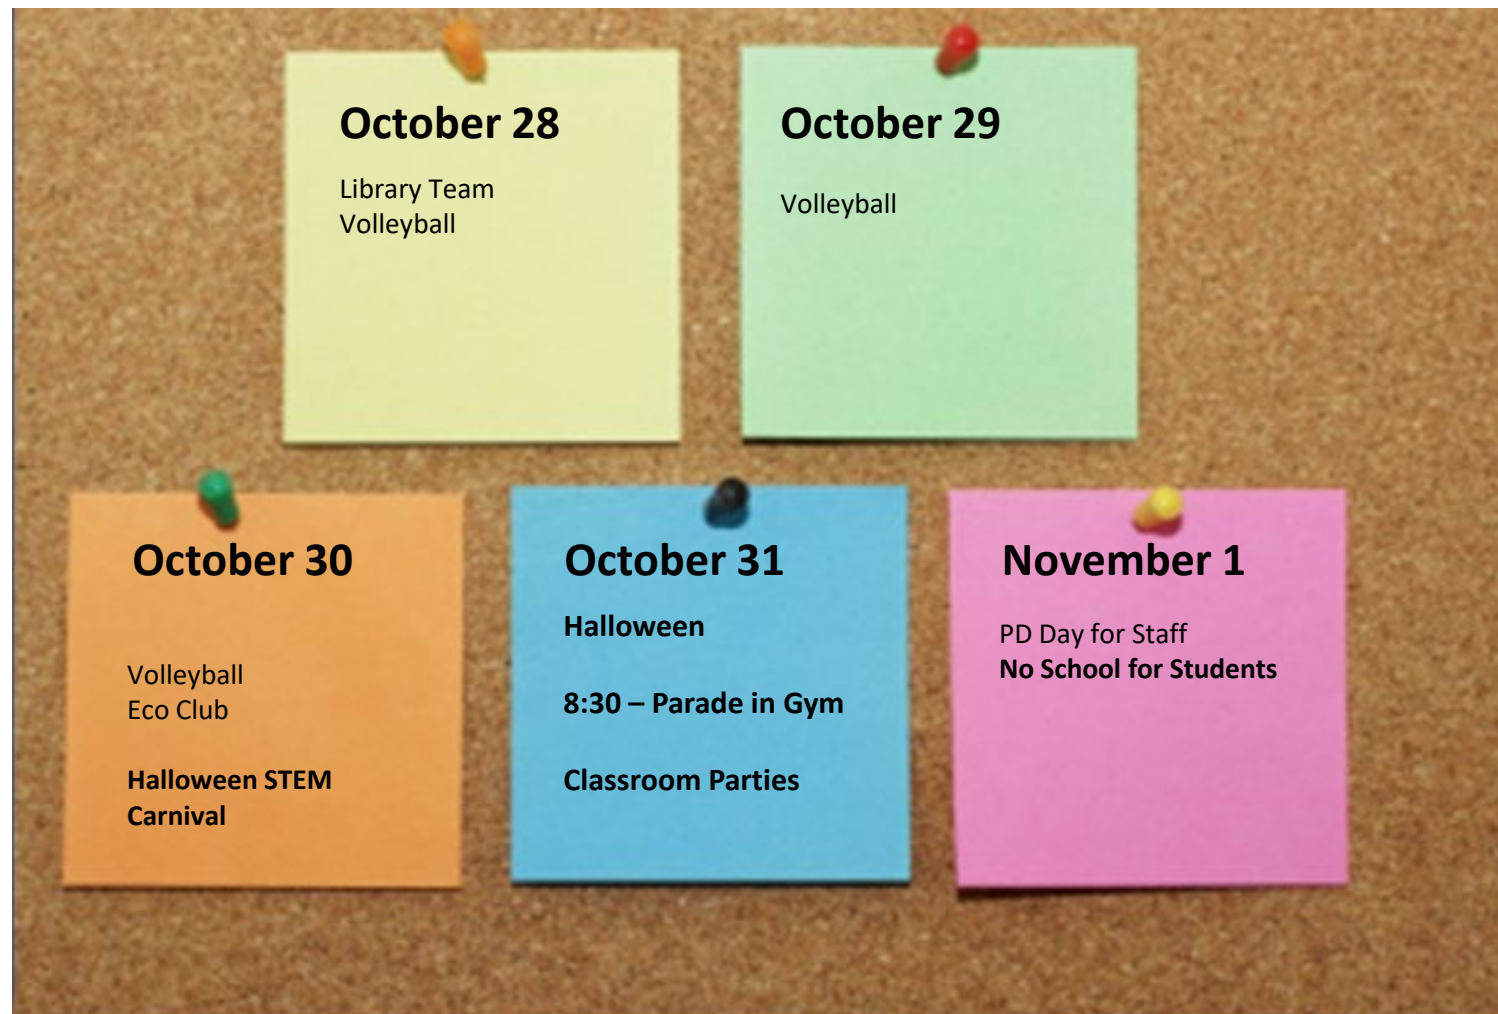 October 28
Library Team
Volleyball
October 29
Volleyball
October 30
Volleyball
Eco Club
Halloween STEM
Carnival
October 31
Halloween
8:30 – Parade in Gym
Classroom Parties
November 1
PD Day for Staff
No School for Students